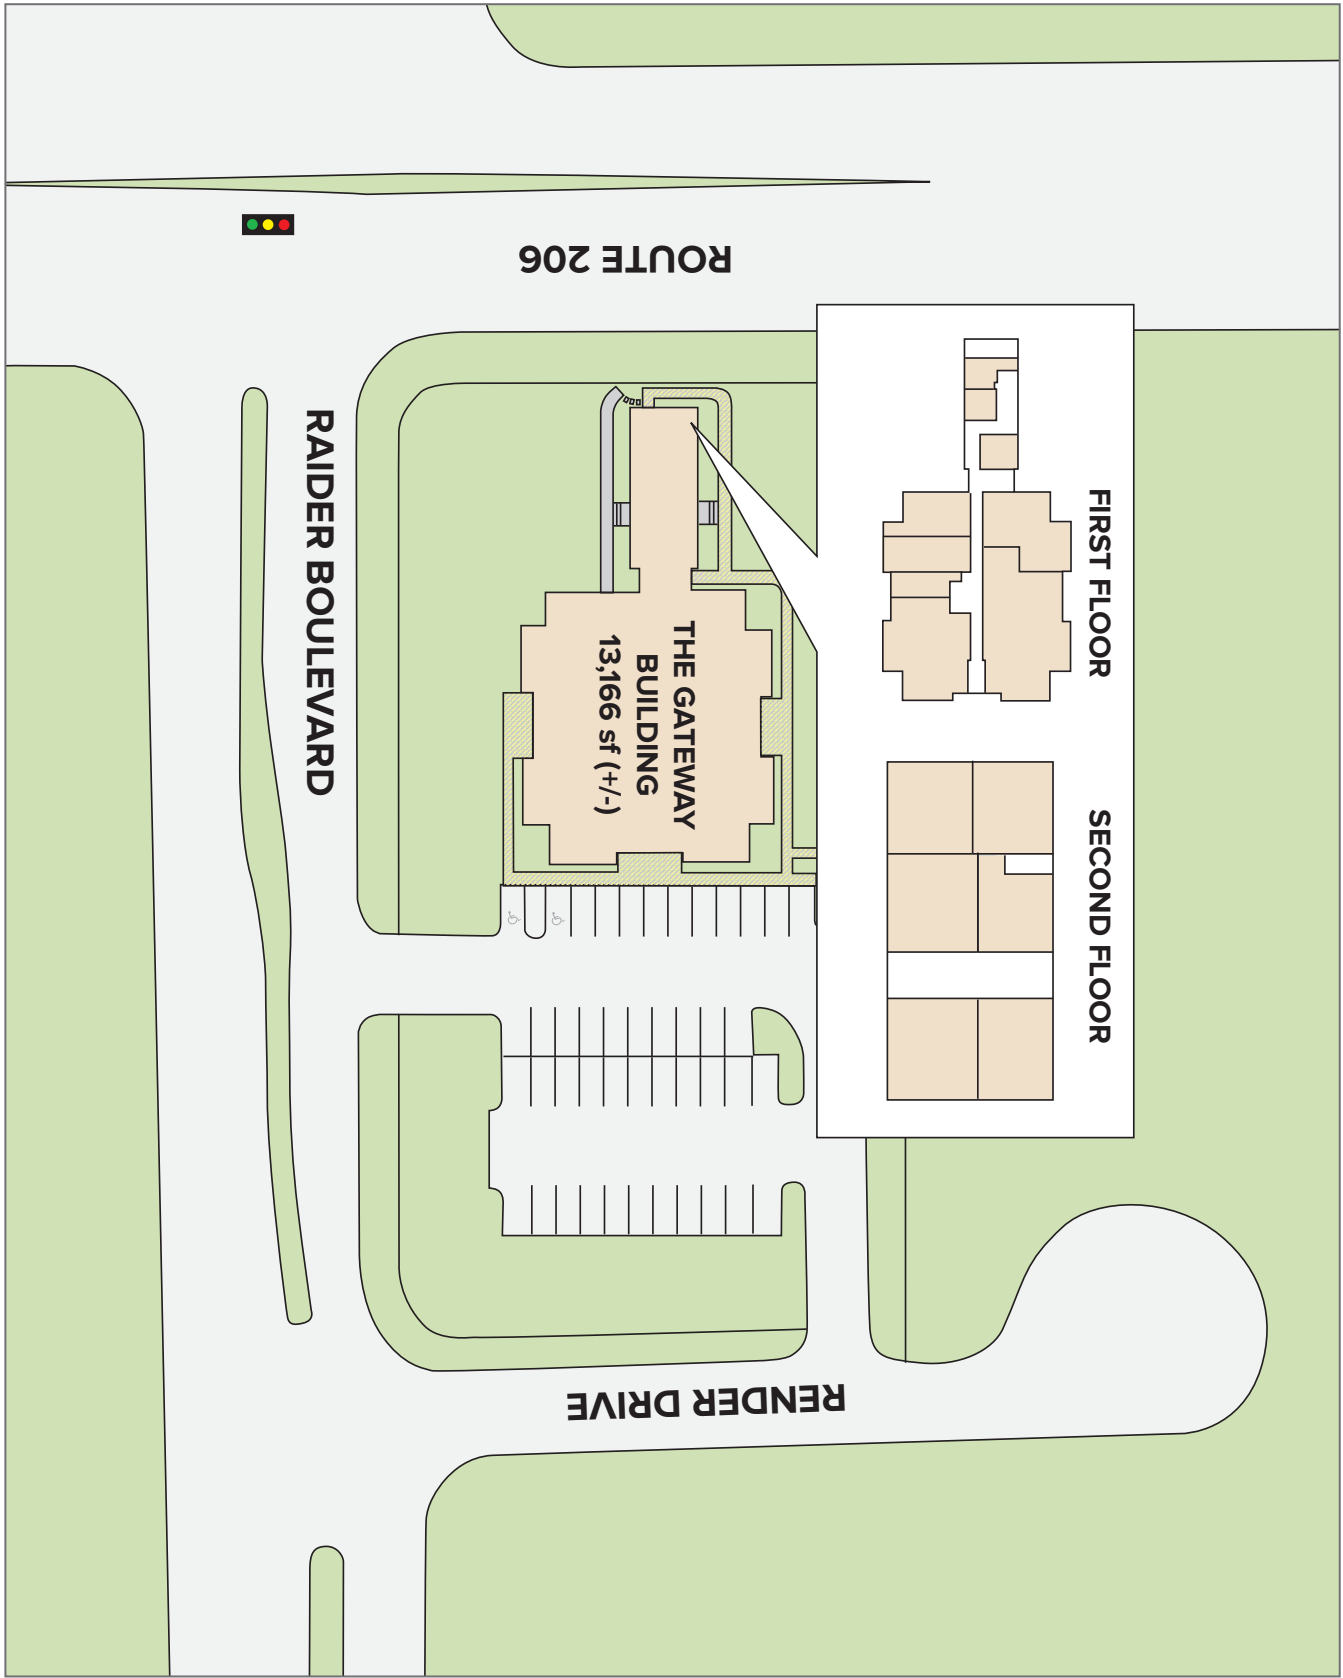 ROUTE 206
RAIDER BOULEVARD
THE GATEWAY
BUILDING
13,166 sf (+/-)
FIRST FLOOR
SECOND FLOOR
RENDER DRIVE